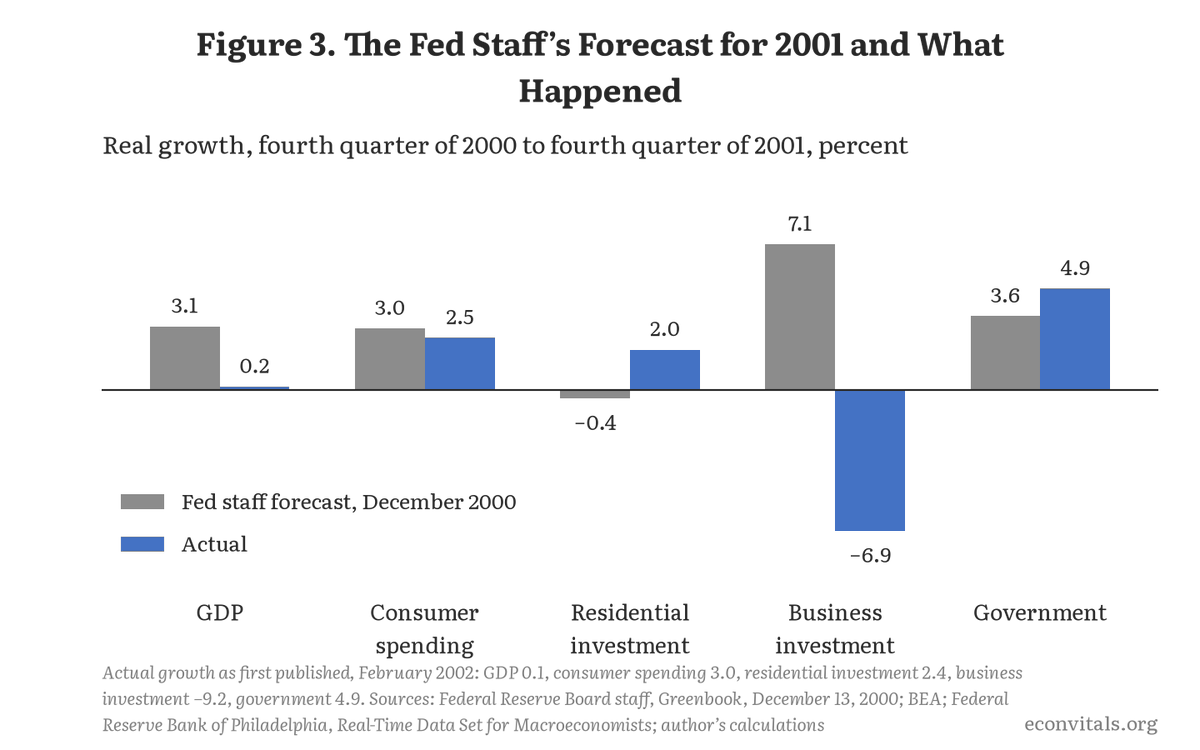 Figure 3. The Fed Staff’s Forecast for 2001 and What
Happened
Real growth, fourth quarter of 2000 to fourth quarter of 2001, percent
3.1
0.2
3.0
2.5
−0.4
2.0
7.1
−6.9
3.6
4.9
Fed staff forecast, December 2000
Actual
GDP
Consumer
spending
Residential
investment
Business
investment
Government
Actual growth as first published, February 2002: GDP 0.1, consumer spending 3.0, residential investment 2.4, business
investment −9.2, government 4.9. Sources: Federal Reserve Board staff, Greenbook, December 13, 2000; BEA; Federal
Reserve Bank of Philadelphia, Real-Time Data Set for Macroeconomists; author’s calculations
econvitals.org